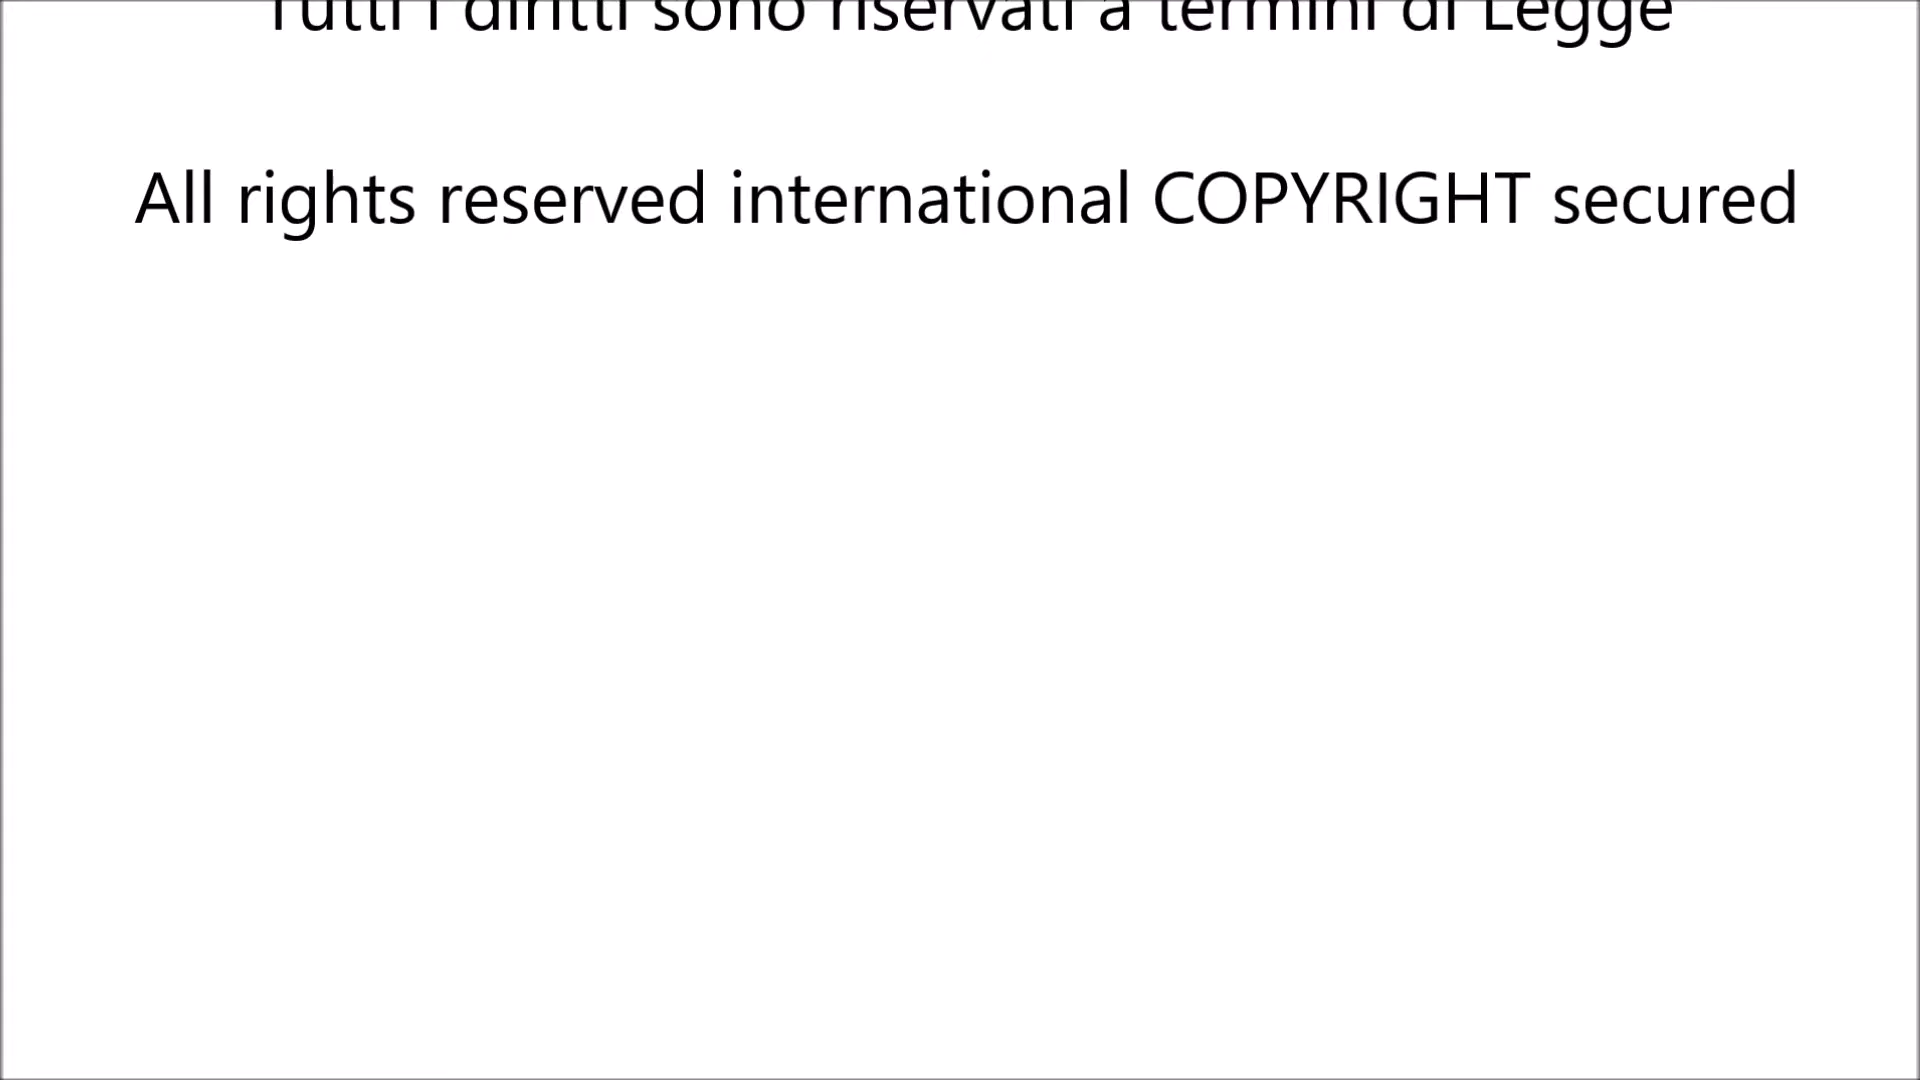 Tutti i diritti sono riservati a termini di Legge
All rights reserved international COPYRIGHT secured